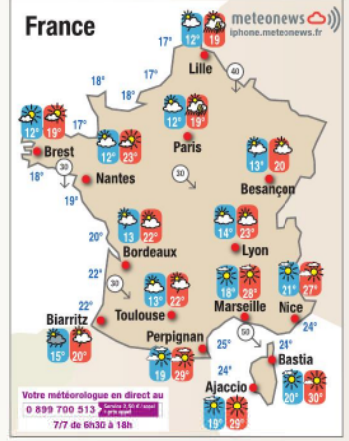 France
meteonews
iphone.meteonews.fr
17° 12° 19
Lille
40
17°
18°
12° 19°
Paris
12° 19° 17°
Brest
30
18°
12° 23°
Nantes
19°
30
13° 20
Besançon
20°
13 22°
Bordeaux
14° 23°
Lyon
22°
30
13° 22°
Toulouse
18° 28°
Marseille
21° 27°
Nice
24°
22°
Biarritz
15° 20°
Perpignan
19 29°
25°
50
24°
Bastia
20° 30°
24°
Ajaccio
19° 29°
Votre météorologue en direct au
0 899 700 513
7/7 de 6h30 à 18h